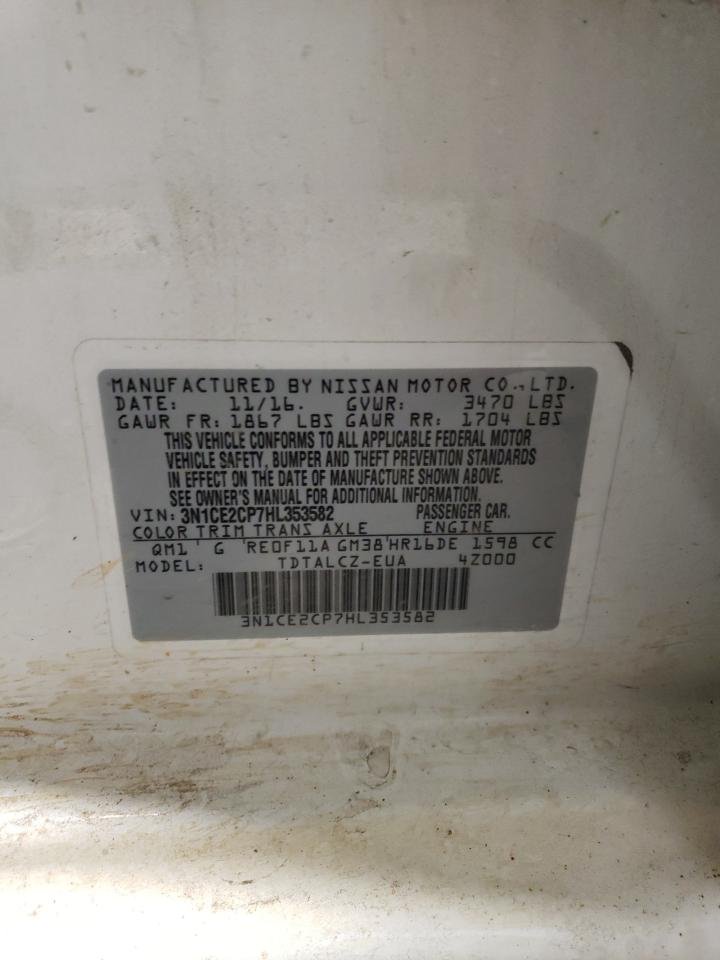 MANUFACTURED BY NISSAN MOTOR CO., LTD.
DATE: 11/16. GVWR: 3470 LBS
GAWR FR: 1867 LBS GAWR RR: 1704 LBS
THIS VEHICLE CONFORMS TO ALL APPLICABLE FEDERAL MOTOR
VEHICLE SAFETY, BUMPER AND THEFT PREVENTION STANDARDS
IN EFFECT ON THE DATE OF MANUFACTURE SHOWN ABOVE.
SEE OWNER'S MANUAL FOR ADDITIONAL INFORMATION.
VIN: 3N1CE2CP7HL353582 PASSENGER CAR.
COLOR TRIM TRANS AXLE ENGINE
QM1 ' G 'RE0F11A GM38'HR16DE 1598 CC
MODEL: TDTALCZ-EUA 4Z000
3N1CE2CP7HL353582